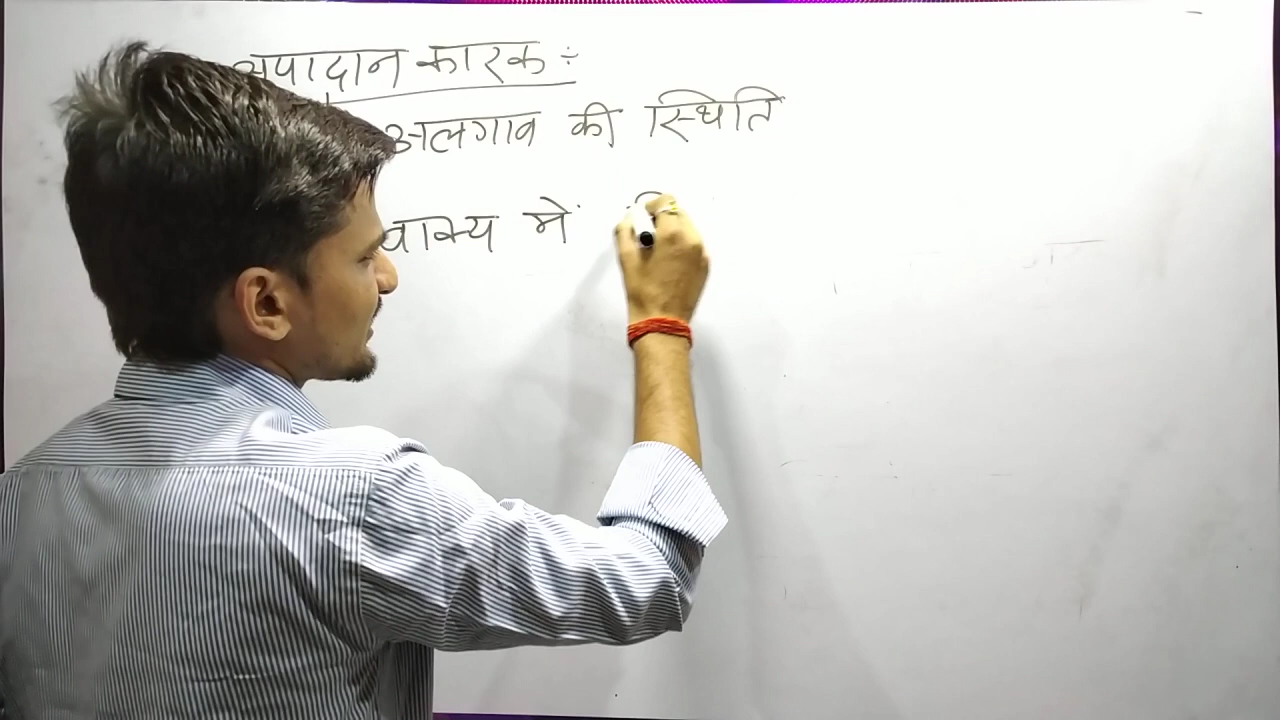 अपादान कारक :-
अलगाव की स्थिति
वाक्य में